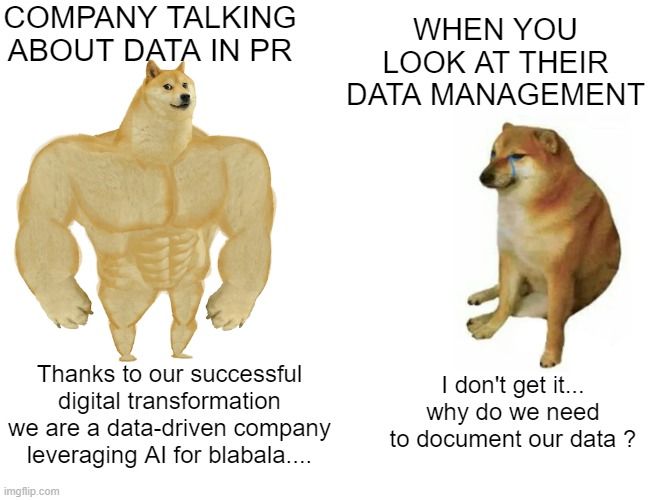 COMPANY TALKING
ABOUT DATA IN PR
WHEN YOU
LOOK AT THEIR
DATA MANAGEMENT
Thanks to our successful
digital transformation
we are a data-driven company
leveraging AI for blabala....
I don't get it...
why do we need
to document our data ?
imgflip.com